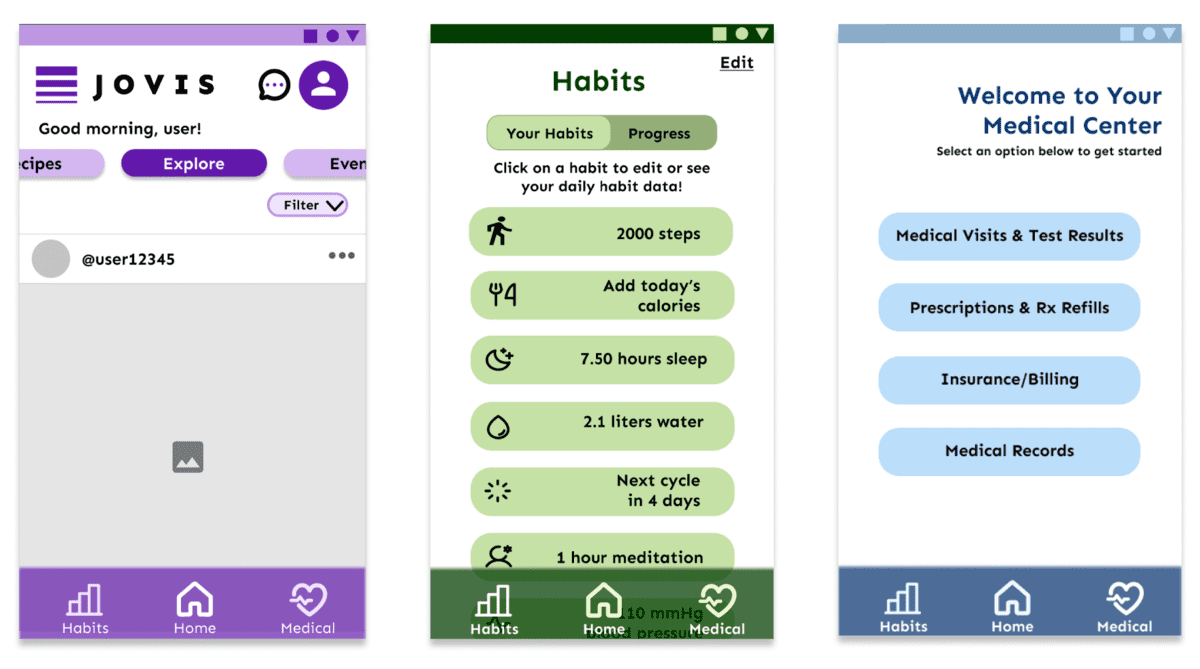 JOVIS
Good morning, user!
cipes
Explore
Even
Filter
@user12345
Habits
Home
Medical
Edit
Habits
Your Habits
Progress
Click on a habit to edit or see
your daily habit data!
2000 steps
Add today's
calories
7.50 hours sleep
2.1 liters water
Next cycle
in 4 days
1 hour meditation
110 mmHg
blood pressure
Habits
Home
Medical
Welcome to Your
Medical Center
Select an option below to get started
Medical Visits & Test Results
Prescriptions & Rx Refills
Insurance/Billing
Medical Records
Habits
Home
Medical